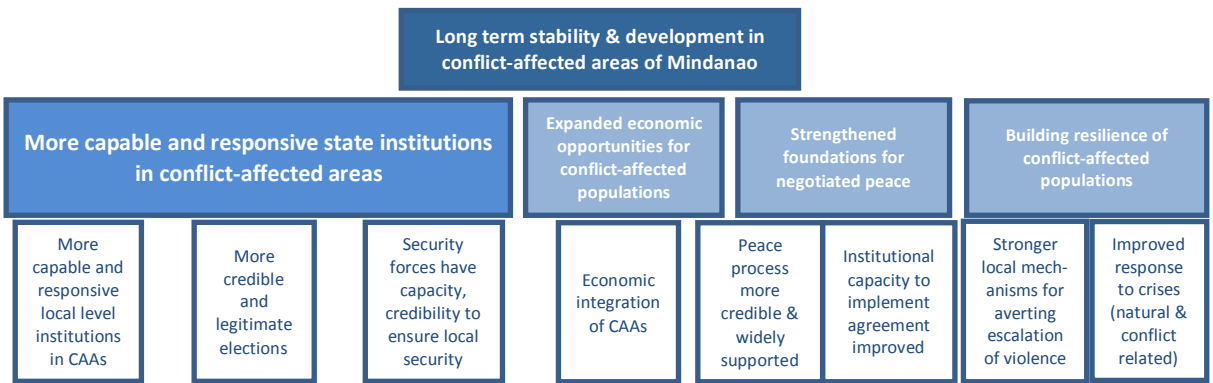 Long term stability & development in
conflict-affected areas of Mindanao
More capable and responsive state institutions
in conflict-affected areas
Expanded economic
opportunities for
conflict-affected
populations
Strengthened
foundations for
negotiated peace
Building resilience of
conflict-affected
populations
More
capable and
responsive
local level
institutions
in CAAs
More
credible
and
legitimate
elections
Security
forces have
capacity,
credibility to
ensure local
security
Economic
integration
of CAAs
Peace
process
more
credible &
widely
supported
Institutional
capacity to
implement
agreement
improved
Stronger
local mech-
anisms for
averting
escalation
of violence
Improved
response
to crises
(natural &
conflict
related)